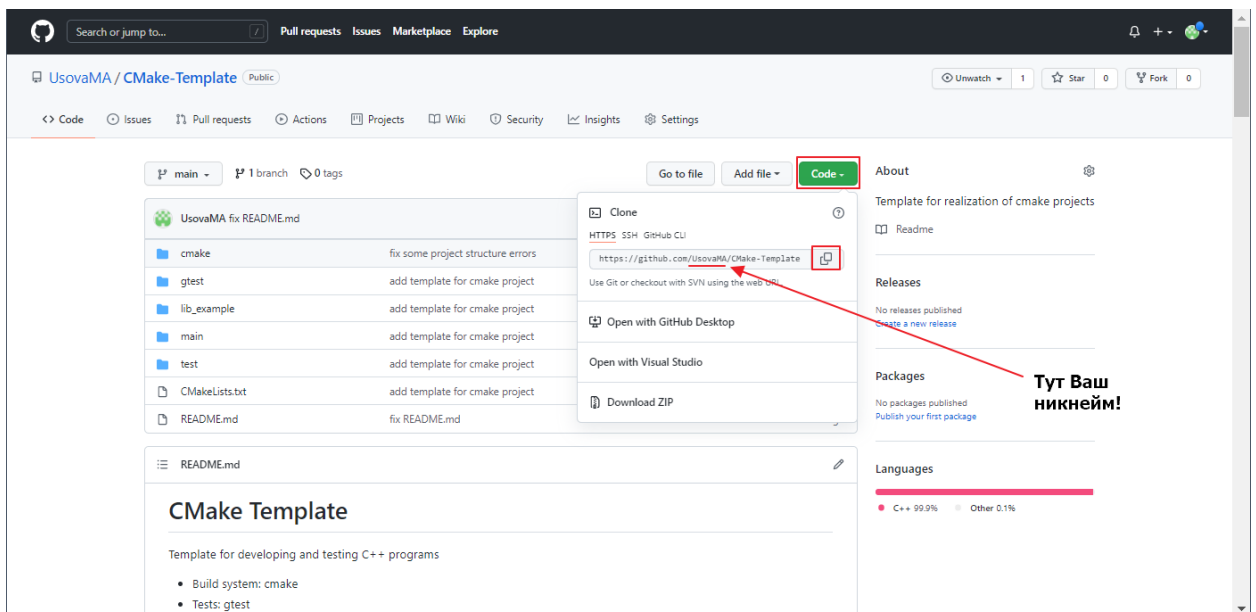 Search or jump to... /
Pull requests Issues Marketplace Explore
UsovaMA / CMake-Template Public
Unwatch 1 Star 0 Fork 0
Code Issues Pull requests Actions Projects Wiki Security Insights Settings
main 1 branch 0 tags
Go to file Add file Code
UsovaMA fix README.md
cmake fix some project structure errors
gtest add template for cmake project
lib_example add template for cmake project
main add template for cmake project
test add template for cmake project
CMakeLists.txt add template for cmake project
README.md fix README.md
Clone
HTTPS SSH GitHub CLI
https://github.com/UsovaMA/CMake-Template
Use Git or checkout with SVN using the web URL.
Open with GitHub Desktop
Open with Visual Studio
Download ZIP
About
Template for realization of cmake projects
Readme
Releases
No releases published
Create a new release
Packages
No packages published
Publish your first package
Тут Ваш
никнейм!
Languages
C++ 99.9% Other 0.1%
README.md
CMake Template
Template for developing and testing C++ programs
• Build system: cmake
• Tests: gtest